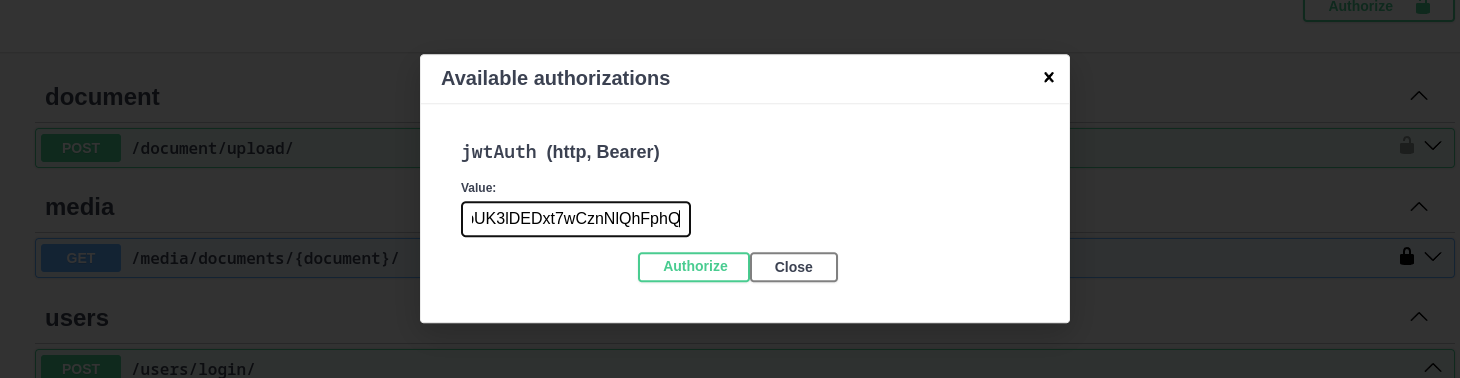 Authorize
Available authorizations
document
POST /document/upload/
jwtAuth (http, Bearer)
Value:
media
UK3IDEDxt7wCznNIQhFphQ
GET /media/documents/{document}/
Authorize Close
users
POST /users/login/